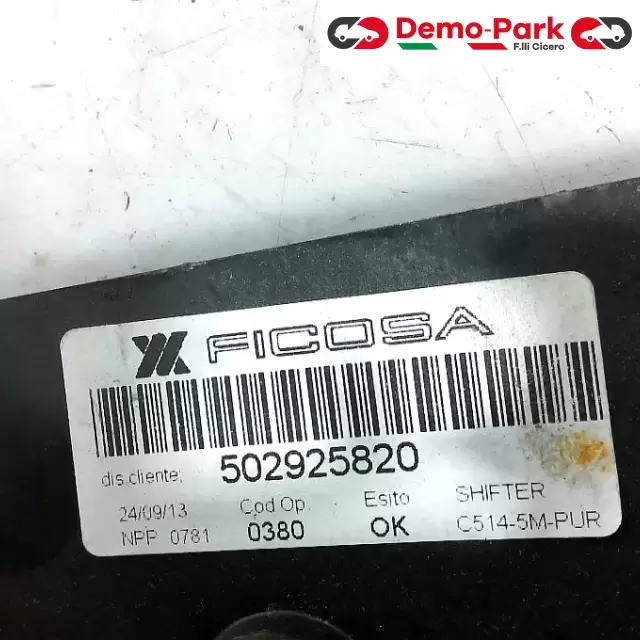 Demo-Park
F.lli Cicero
FICOSA
dis.cliente: 502925820
24/09/13 Cod Op. Esito SHIFTER
NPP 0781 0380 OK C514-5M-PUR